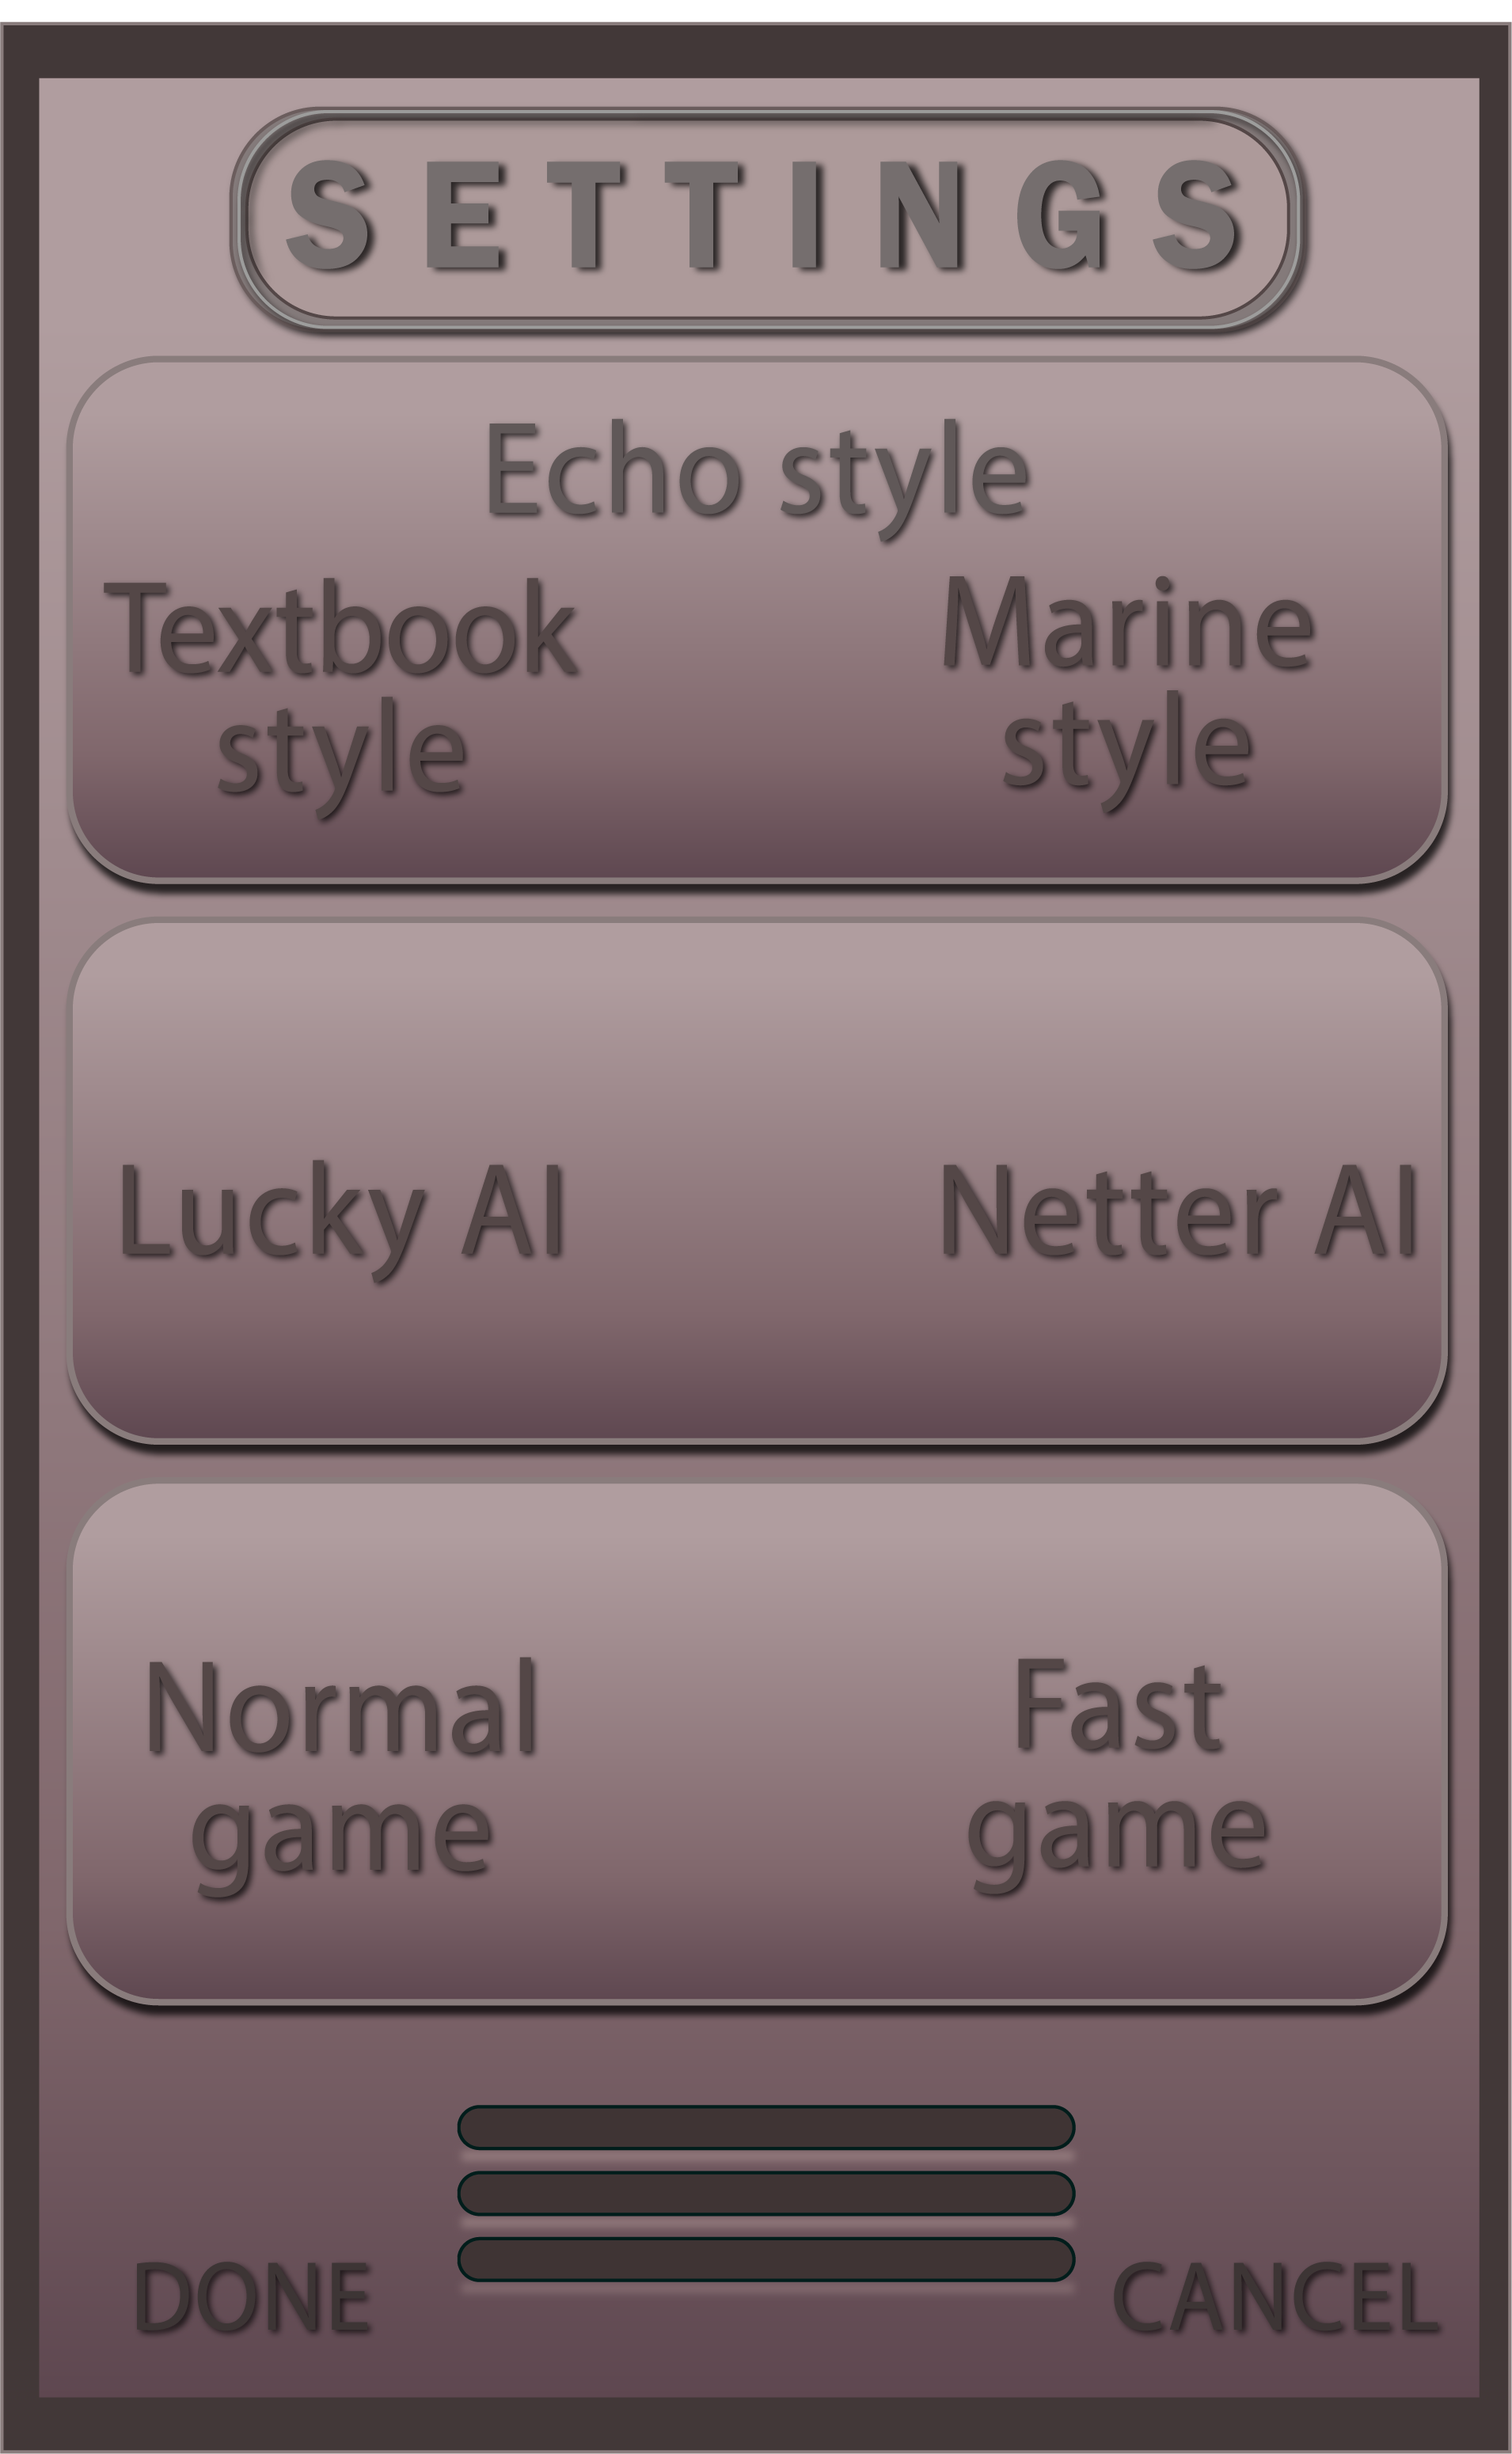 SETTINGS
Echo style
Textbook
style
Marine
style
Lucky AI
Netter AI
Normal
game
Fast
game
DONE
CANCEL